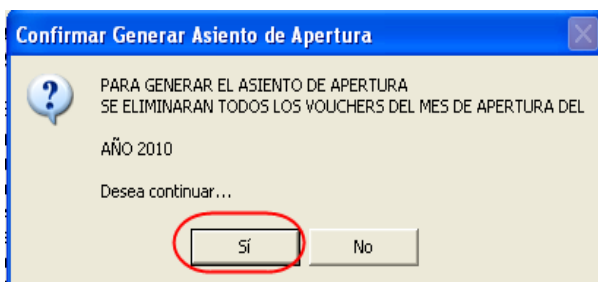 Confirmar Generar Asiento de Apertura
PARA GENERAR EL ASIENTO DE APERTURA
SE ELIMINARAN TODOS LOS VOUCHERS DEL MES DE APERTURA DEL
AÑO 2010
Desea continuar...
Sí No